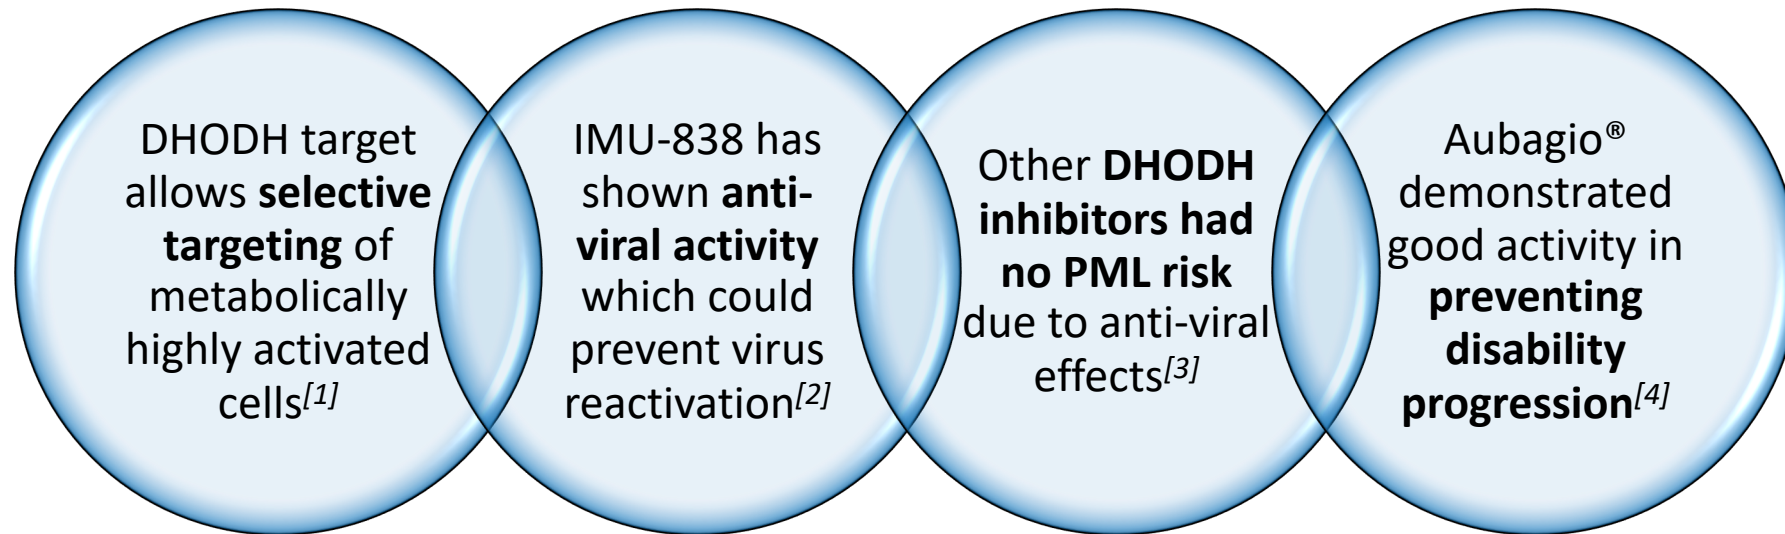 DHODH target
allows selective
targeting of
metabolically
highly activated
cells[1]
IMU-838 has
shown anti-
viral activity
which could
prevent virus
reactivation[2]
Other DHODH
inhibitors had
no PML risk
due to anti-viral
effects[3]
Aubagio®
demonstrated
good activity in
preventing
disability
progression[4]